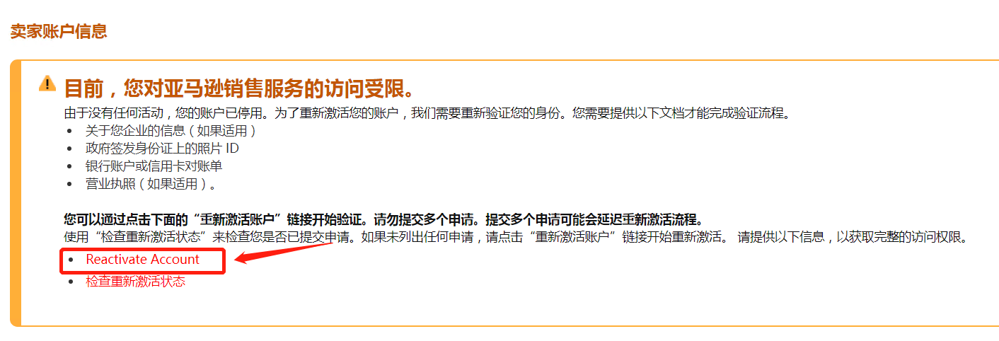 卖家账户信息
目前，您对亚马逊销售服务的访问受限。
由于没有任何活动，您的账户已停用。为了重新激活您的账户，我们需要重新验证您的身份。您需要提供以下文档才能完成验证流程。
• 关于您企业的信息（如果适用）
• 政府签发身份证上的照片 ID
• 银行账户或信用卡对账单
• 营业执照（如果适用）。
您可以通过点击下面的“重新激活账户”链接开始验证。请勿提交多个申请。提交多个申请可能会延迟重新激活流程。
使用“检查重新激活状态”来检查您是否已提交申请。如果未列出任何申请，请点击“重新激活账户”链接开始重新激活。 请提供以下信息，以获取完整的访问权限。
• Reactivate Account
• 检查重新激活状态